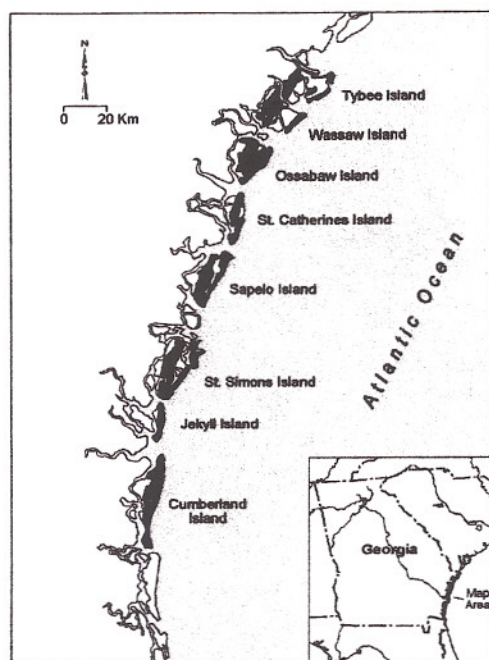 N
0 20 Km
Tybee Island
Wassaw Island
Ossabaw Island
St. Catherines Island
Sapelo Island
St. Simons Island
Jekyll Island
Cumberland
Island
Atlantic Ocean
Georgia
Map
Area